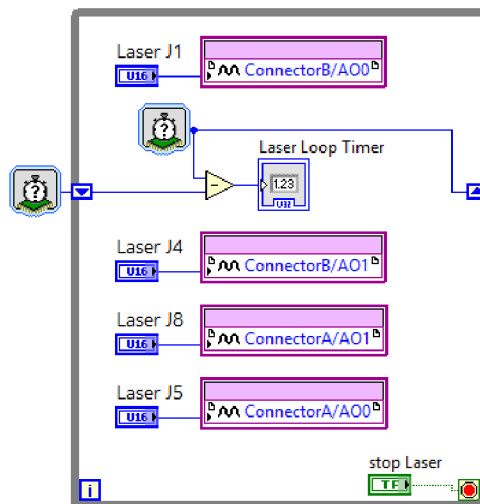 Laser J1
U16
ConnectorB/AO0
?
Laser Loop Timer
?
-
1.23
U32
Laser J4
U16
ConnectorB/AO1
Laser J8
U16
ConnectorA/AO1
Laser J5
U16
ConnectorA/AO0
stop Laser
TF
i